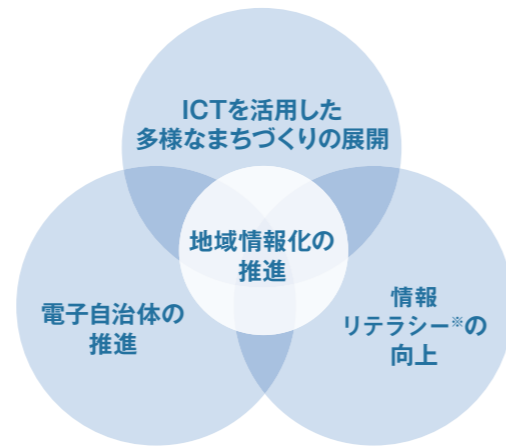 ICTを活用した
多様なまちづくりの展開
地域情報化の
推進
電子自治体の
推進
情報
リテラシー※の
向上